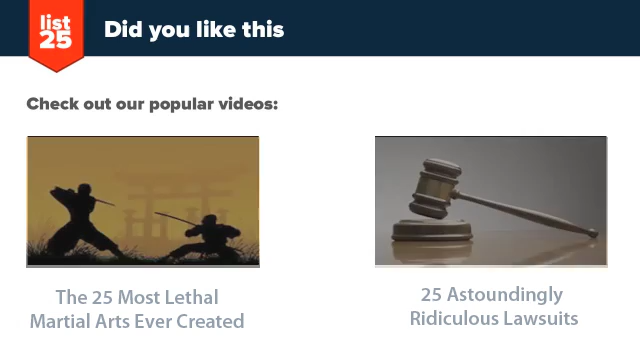 list
25
Did you like this
Check out our popular videos:
The 25 Most Lethal
Martial Arts Ever Created
25 Astoundingly
Ridiculous Lawsuits